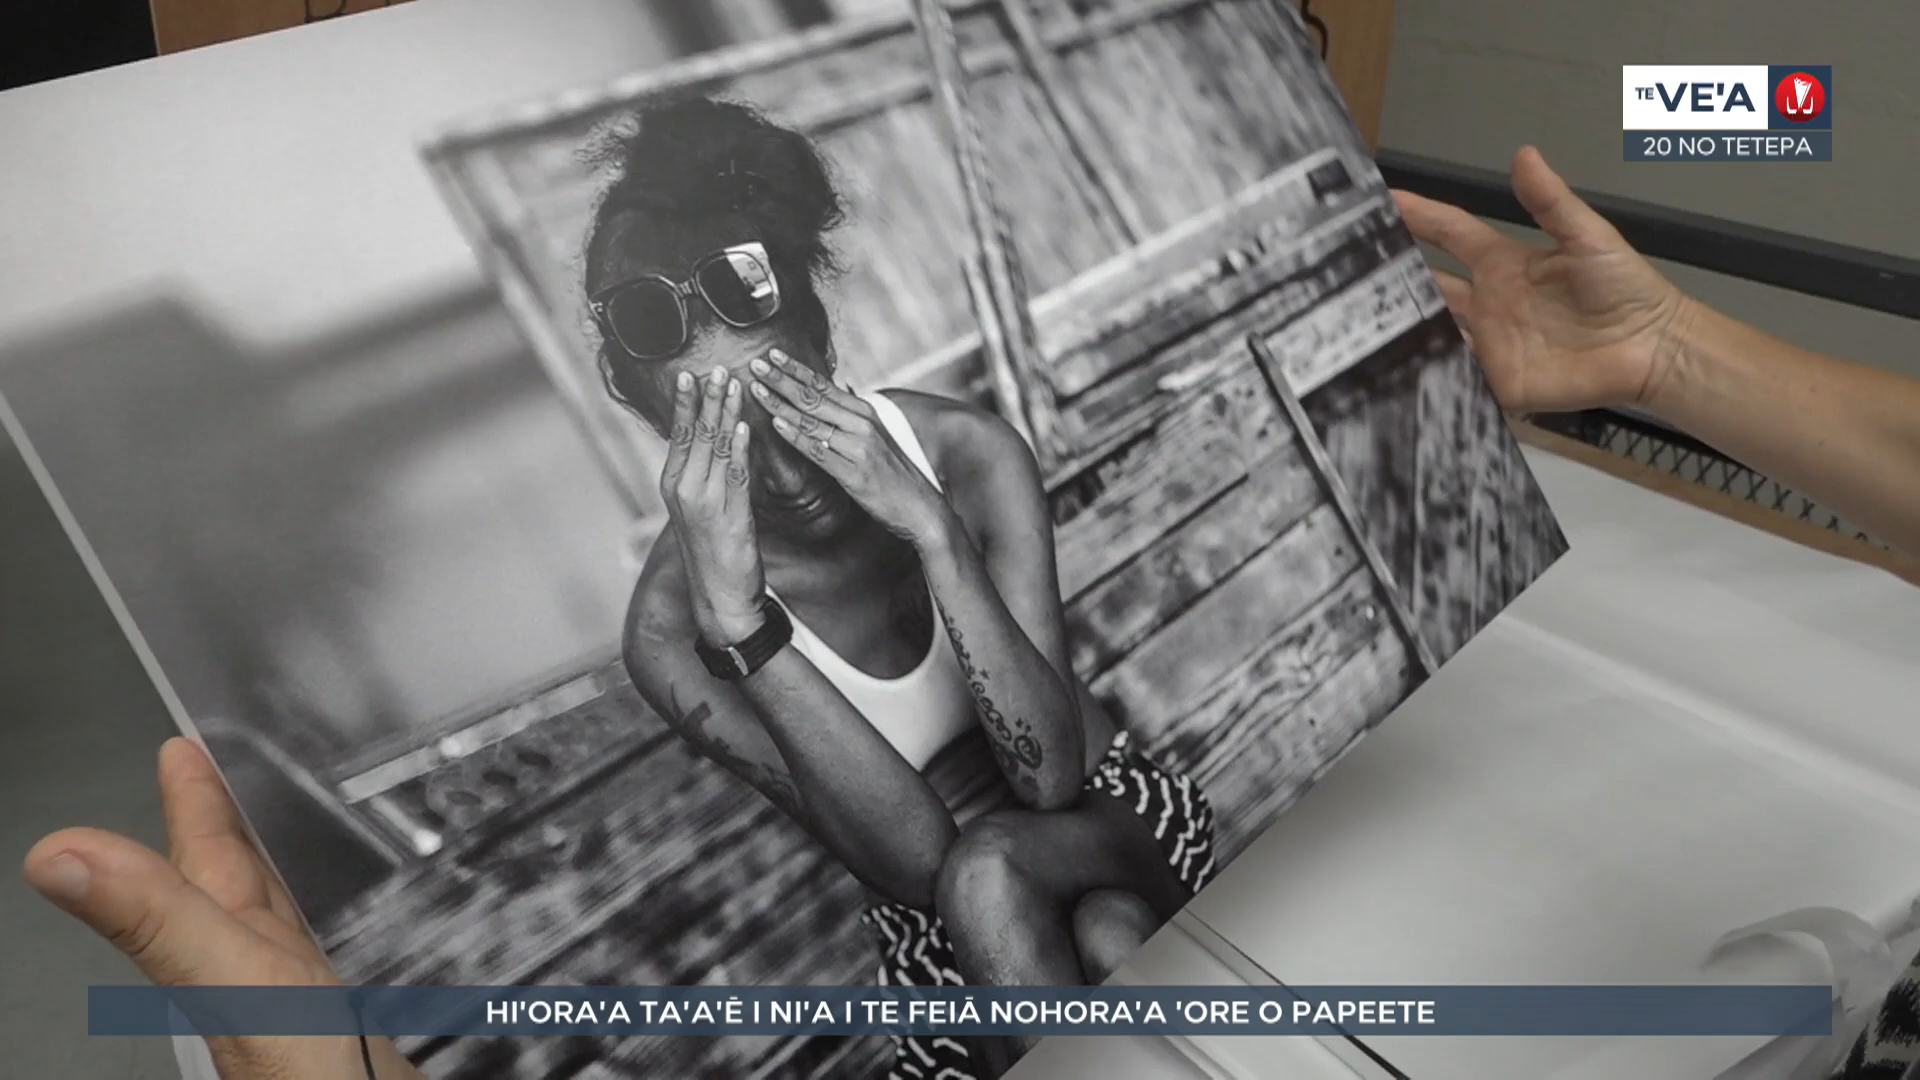 TE VE'A
20 NO TETEPA
HI'ORA'A TA'A'Ē I NI'A I TE FEIĀ NOHORA'A 'ORE O PAPEETE